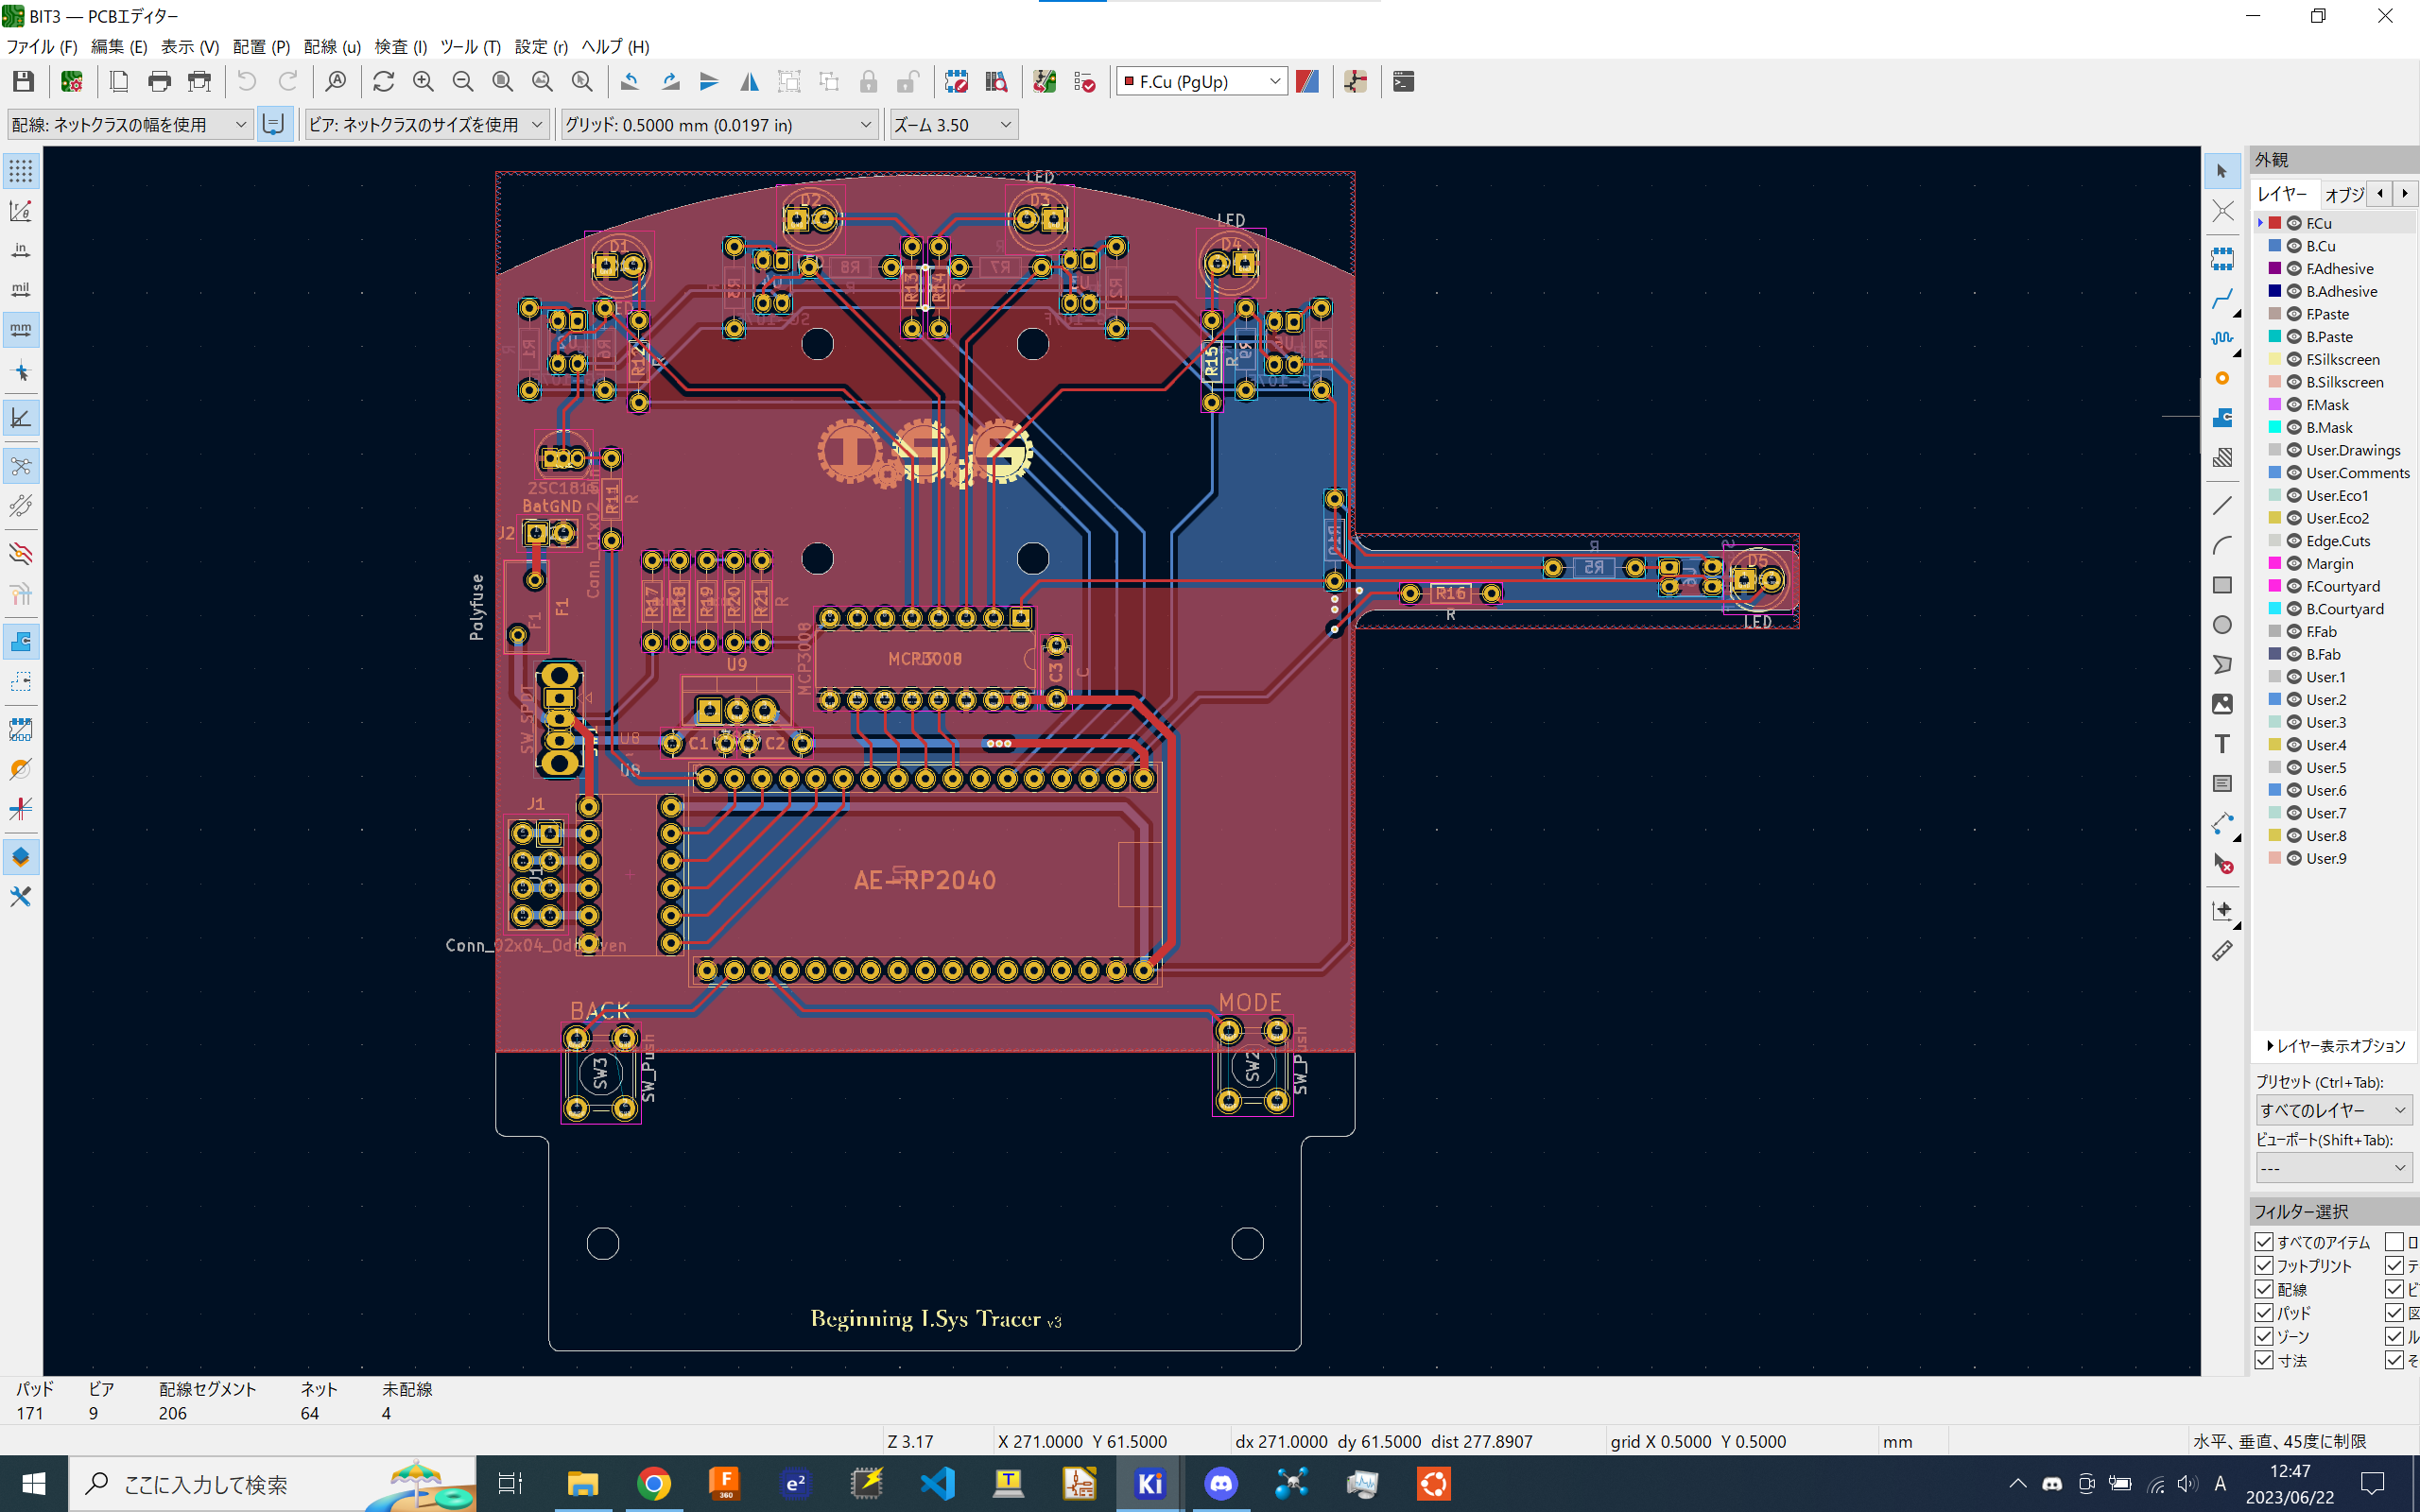 BIT3 — PCBエディター
ファイル (F) 編集 (E) 表示 (V) 配置 (P) 配線 (u) 検査 (I) ツール (T) 設定 (r) ヘルプ (H)
F.Cu (PgUp)
配線: ネットクラスの幅を使用
ビア: ネットクラスのサイズを使用
グリッド: 0.5000 mm (0.0197 in)
ズーム 3.50
in
mil
mm
LED
D2
D3
LED
D1
D4
R8
R7
R3
R13
R14
R2
R1
R6
R12
R
R15
R
R9
R4
2SC1815
BatGND
J2
R11
R
Conn_01x02
Polyfuse
F1
F1
R17
R18
R19
R20
R21
R
R
R5
D5
R16
R
LED
MCP3008
MCP3008
C3
C
U9
SW_SPDT
C1
C2
U8
U8
J1
J1
AE-RP2040
Conn_02x04_Odd_Even
BACK
MODE
SW3
SW_Push
SW2
SW_Push
Beginning I.Sys Tracer v3
外観
レイヤー
オブジ
F.Cu
B.Cu
F.Adhesive
B.Adhesive
F.Paste
B.Paste
F.Silkscreen
B.Silkscreen
F.Mask
B.Mask
User.Drawings
User.Comments
User.Eco1
User.Eco2
Edge.Cuts
Margin
F.Courtyard
B.Courtyard
F.Fab
B.Fab
User.1
User.2
User.3
User.4
User.5
User.6
User.7
User.8
User.9
レイヤー表示オプション
プリセット (Ctrl+Tab):
すべてのレイヤー
ビューポート(Shift+Tab):
---
フィルター選択
すべてのアイテム
フットプリント
配線
パッド
ゾーン
寸法
パッド ビア 配線セグメント ネット 未配線
171 9 206 64 4
Z 3.17 X 271.0000 Y 61.5000 dx 271.0000 dy 61.5000 dist 277.8907 grid X 0.5000 Y 0.5000 mm 水平、垂直、45度に制限
ここに入力して検索
F
360
e²
T
Ki
A
12:47
2023/06/22